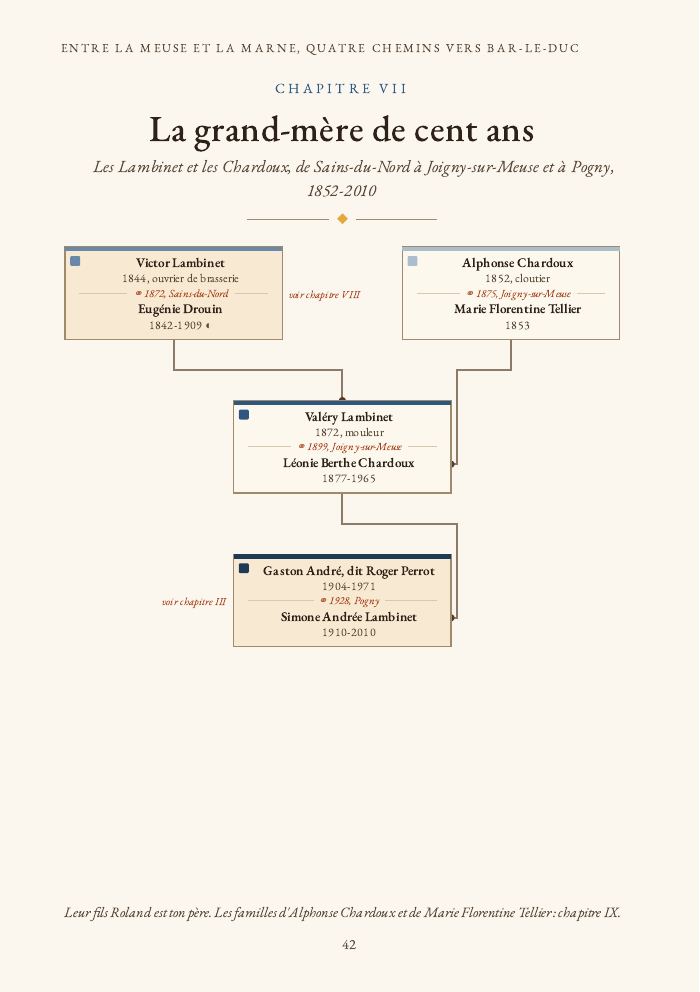 ENTRE LA MEUSE ET LA MARNE, QUATRE CHEMINS VERS BAR-LE-DUC
CHAPITRE VII
La grand-mère de cent ans
Les Lambinet et les Chardoux, de Sains-du-Nord à Joigny-sur-Meuse et à Pogny,
1852-2010
Victor Lambinet
1844, ouvrier de brasserie
⚭ 1872, Sains-du-Nord
Eugénie Drouin
1842-1909
voir chapitre VIII
Alphonse Chardoux
1852, cloutier
⚭ 1875, Joigny-sur-Meuse
Marie Florentine Tellier
1853
Valéry Lambinet
1872, mouleur
⚭ 1899, Joigny-sur-Meuse
Léonie Berthe Chardoux
1877-1965
voir chapitre III
Gaston André, dit Roger Perrot
1904-1971
⚭ 1928, Pogny
Simone Andrée Lambinet
1910-2010
Leur fils Roland est ton père. Les familles d'Alphonse Chardoux et de Marie Florentine Tellier : chapitre IX.
42